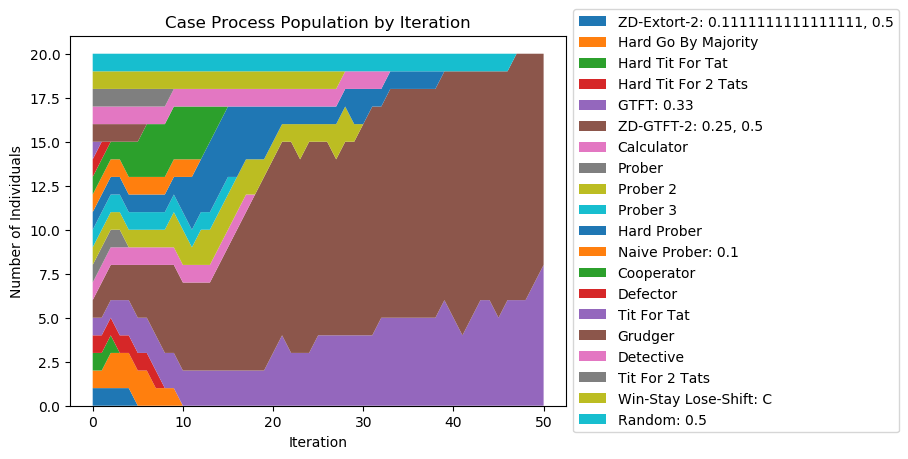 Case Process Population by Iteration
20.0
17.5
15.0
12.5
10.0
7.5
5.0
2.5
0.0
Number of Individuals
0 10 20 30 40 50
Iteration
ZD-Extort-2: 0.1111111111111111, 0.5
Hard Go By Majority
Hard Tit For Tat
Hard Tit For 2 Tats
GTFT: 0.33
ZD-GTFT-2: 0.25, 0.5
Calculator
Prober
Prober 2
Prober 3
Hard Prober
Naive Prober: 0.1
Cooperator
Defector
Tit For Tat
Grudger
Detective
Tit For 2 Tats
Win-Stay Lose-Shift: C
Random: 0.5